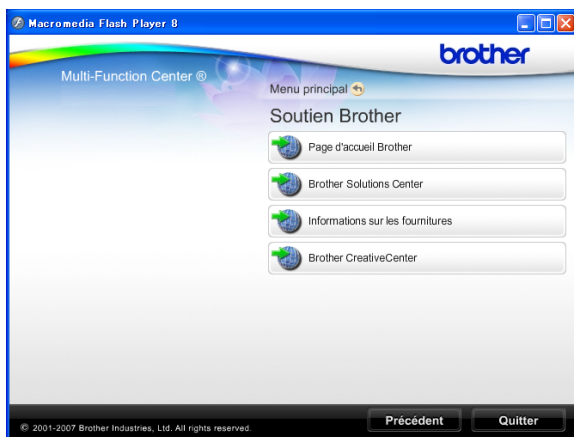 Macromedia Flash Player 8
brother
Multi-Function Center ®
Menu principal
Soutien Brother
Page d'accueil Brother
Brother Solutions Center
Informations sur les fournitures
Brother CreativeCenter
© 2001-2007 Brother Industries, Ltd. All rights reserved.
Précédent
Quitter